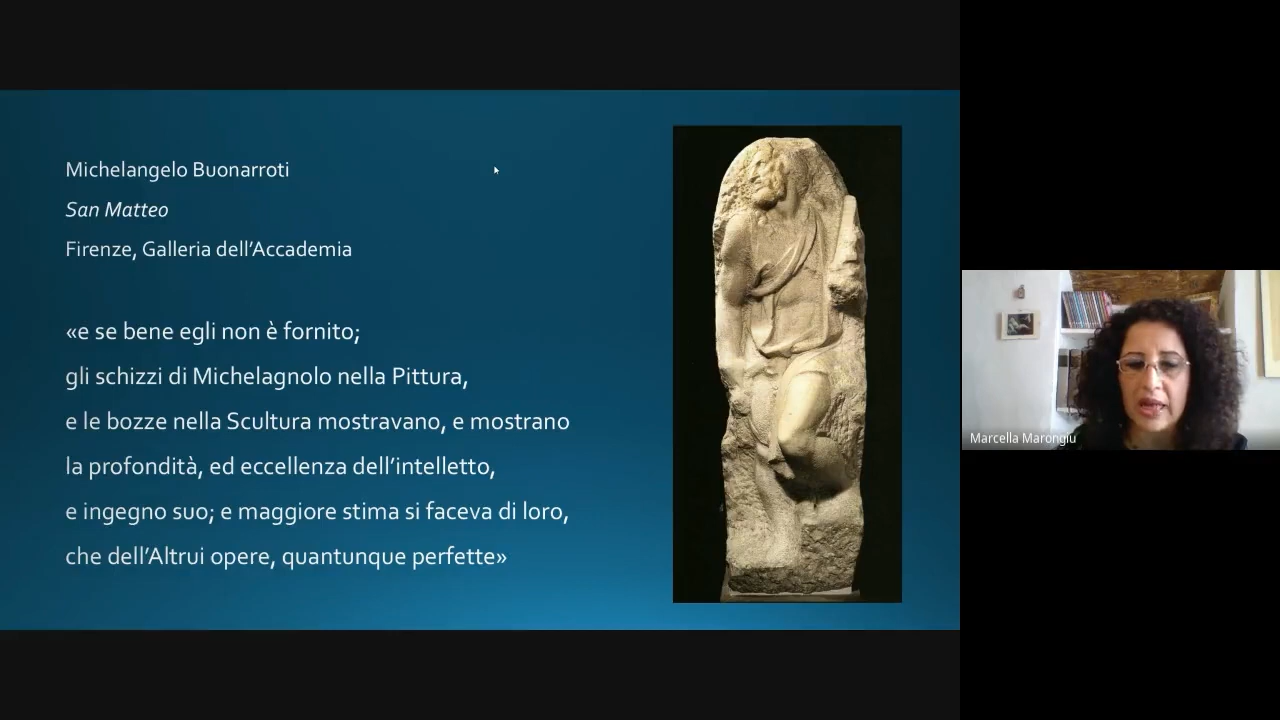 Michelangelo Buonarroti
San Matteo
Firenze, Galleria dell’Accademia
«e se bene egli non è fornito;
gli schizzi di Michelagnolo nella Pittura,
e le bozze nella Scultura mostravano, e mostrano
la profondità, ed eccellenza dell’intelletto,
e ingegno suo; e maggiore stima si faceva di loro,
che dell’Altrui opere, quantunque perfette»
Marcella Marongiu